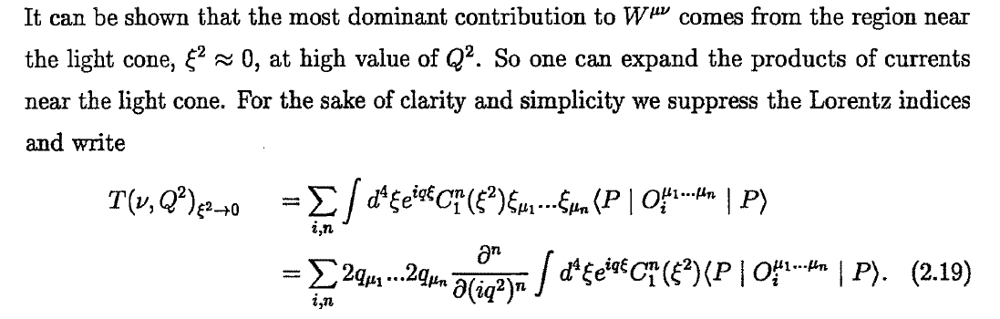 It can be shown that the most dominant contribution to W^{μν} comes from the region near
the light cone, ξ² ≈ 0, at high value of Q². So one can expand the products of currents
near the light cone. For the sake of clarity and simplicity we suppress the Lorentz indices
and write
T(ν, Q²)_{ξ²→0} = ∑_{i,n} ∫ d⁴ξ e^{iqξ} C₁ⁿ(ξ²) ξ_{μ₁}...ξ_{μₙ} ⟨P | O_i^{μ₁...μₙ} | P⟩
= ∑_{i,n} 2q_{μ₁}...2q_{μₙ} ∂ⁿ/∂(iq²)ⁿ ∫ d⁴ξ e^{iqξ} C₁ⁿ(ξ²) ⟨P | O_i^{μ₁...μₙ} | P⟩. (2.19)